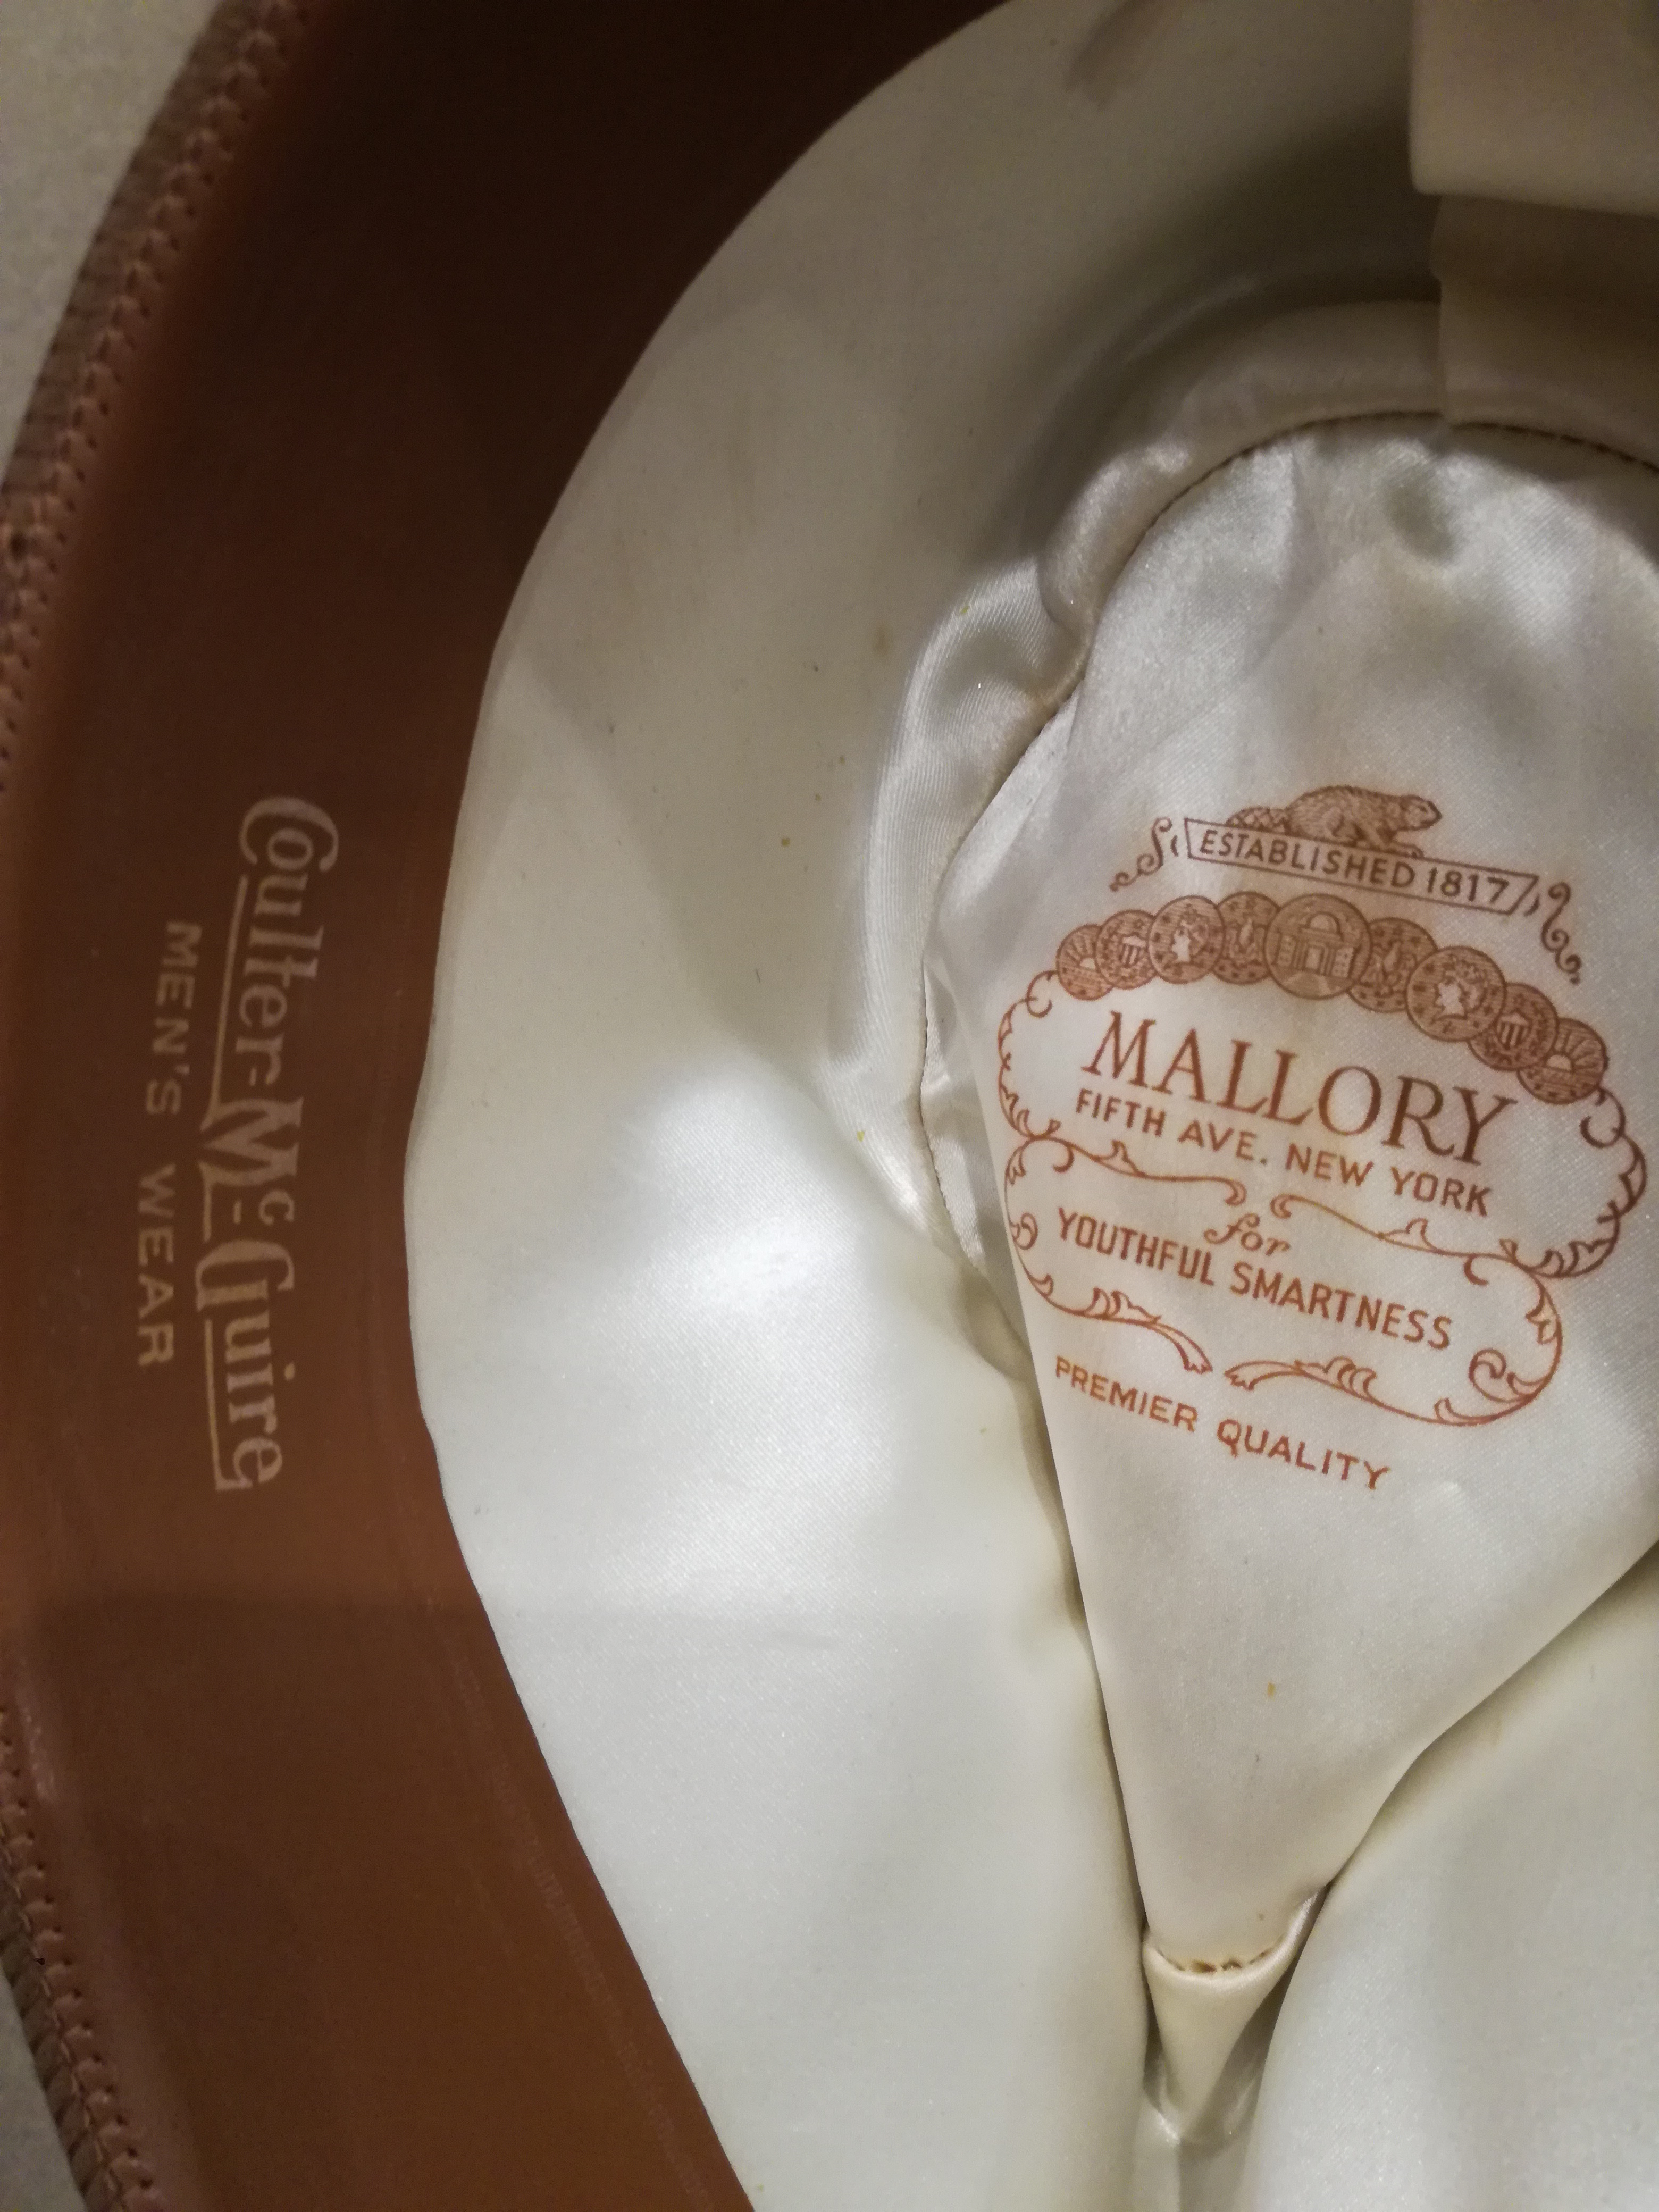 Coulter-McGuire
MEN'S WEAR
ESTABLISHED 1817
MALLORY
FIFTH AVE. NEW YORK
for
YOUTHFUL SMARTNESS
PREMIER QUALITY